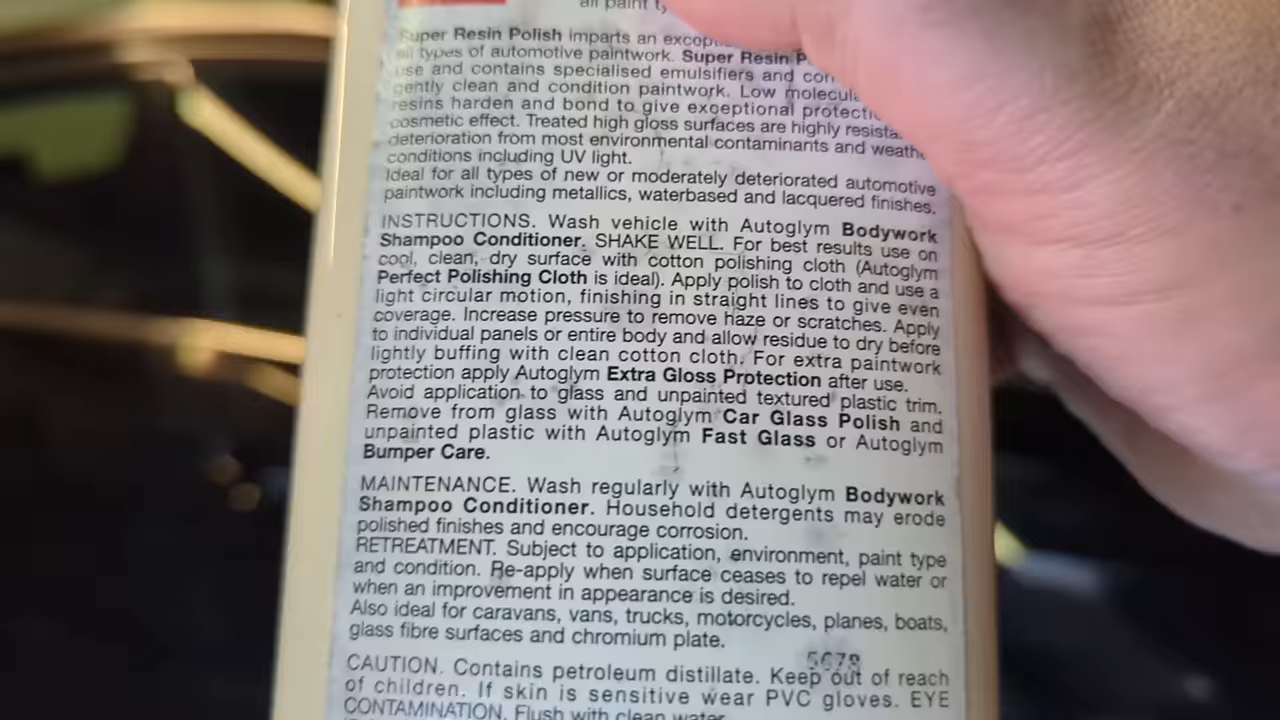 all paint
Super Resin Polish imparts an
all types of automotive paintwork. Super Resin
use and contains specialised emulsifiers and
gently clean and condition paintwork. Low
resins harden and bond to give exceptional
cosmetic effect. Treated high gloss surfaces are highly
deterioration from most environmental contaminants and
conditions including UV light.
Ideal for all types of new or moderately deteriorated automotive
paintwork including metallics, waterbased and lacquered finishes.
INSTRUCTIONS. Wash vehicle with Autoglym Bodywork
Shampoo Conditioner. SHAKE WELL. For best results use on
cool, clean, dry surface with cotton polishing cloth (Autoglym
Perfect Polishing Cloth is ideal). Apply polish to cloth and use a
light circular motion, finishing in straight lines to give even
coverage. Increase pressure to remove haze or scratches. Apply
to individual panels or entire body and allow residue to dry before
lightly buffing with clean cotton cloth. For extra paintwork
protection apply Autoglym Extra Gloss Protection after use.
Avoid application to glass and unpainted textured plastic trim.
Remove from glass with Autoglym Car Glass Polish and
unpainted plastic with Autoglym Fast Glass or Autoglym
Bumper Care.
MAINTENANCE. Wash regularly with Autoglym Bodywork
Shampoo Conditioner. Household detergents may erode
polished finishes and encourage corrosion.
RETREATMENT. Subject to application, environment, paint type
and condition. Re-apply when surface ceases to repel water or
when an improvement in appearance is desired.
Also ideal for caravans, vans, trucks, motorcycles, planes, boats,
glass fibre surfaces and chromium plate.
5678
CAUTION. Contains petroleum distillate. Keep out of reach
of children. If skin is sensitive wear PVC gloves. EYE
CONTAMINATION. Flush with clean water